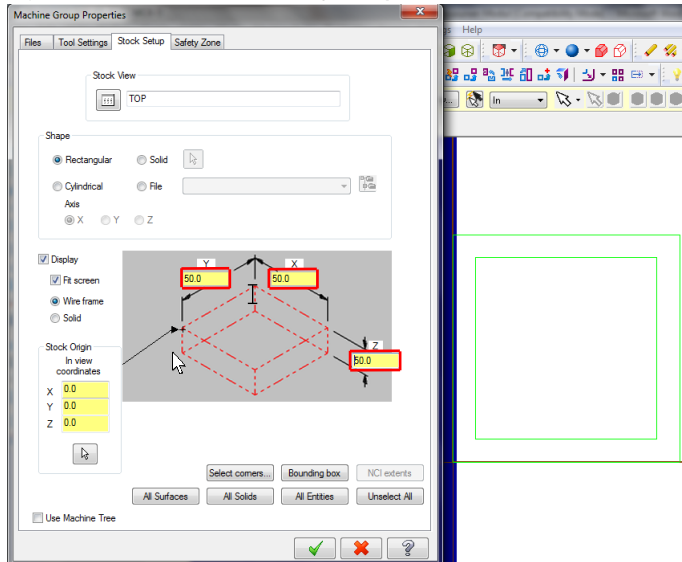 Machine Group Properties
Help
Files Tool Settings Stock Setup Safety Zone
Stock View
TOP
In
Shape
Rectangular Solid
Cylindrical File
Axis
X Y Z
Display
Fit screen
Wire frame
Solid
Y X
50.0 50.0
Z
50.0
Stock Origin
In view
coordinates
X 0.0
Y 0.0
Z 0.0
Select corners... Bounding box NCI extents
All Surfaces All Solids All Entities Unselect All
Use Machine Tree